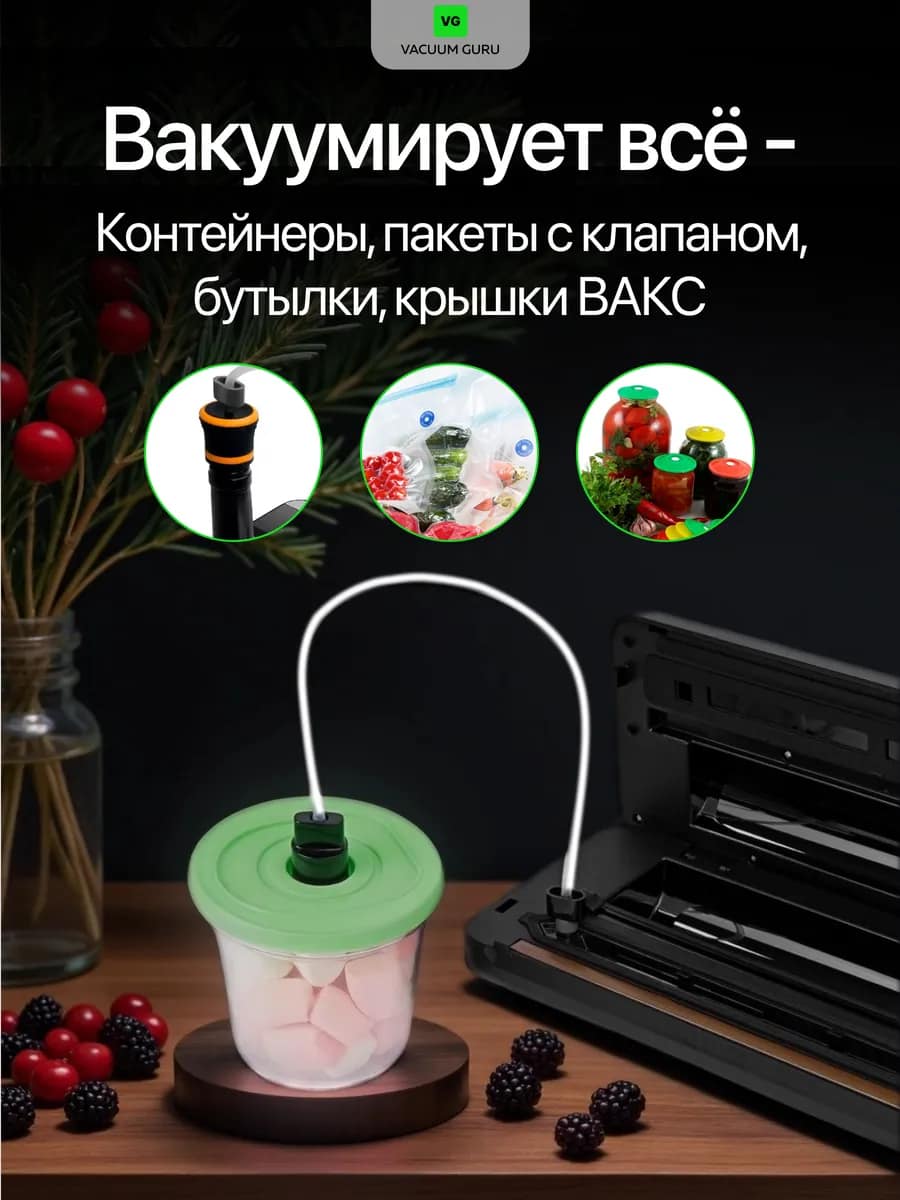 VG
VACUUM GURU
Вакуумирует всё -
Контейнеры, пакеты с клапаном,
бутылки, крышки ВАКС